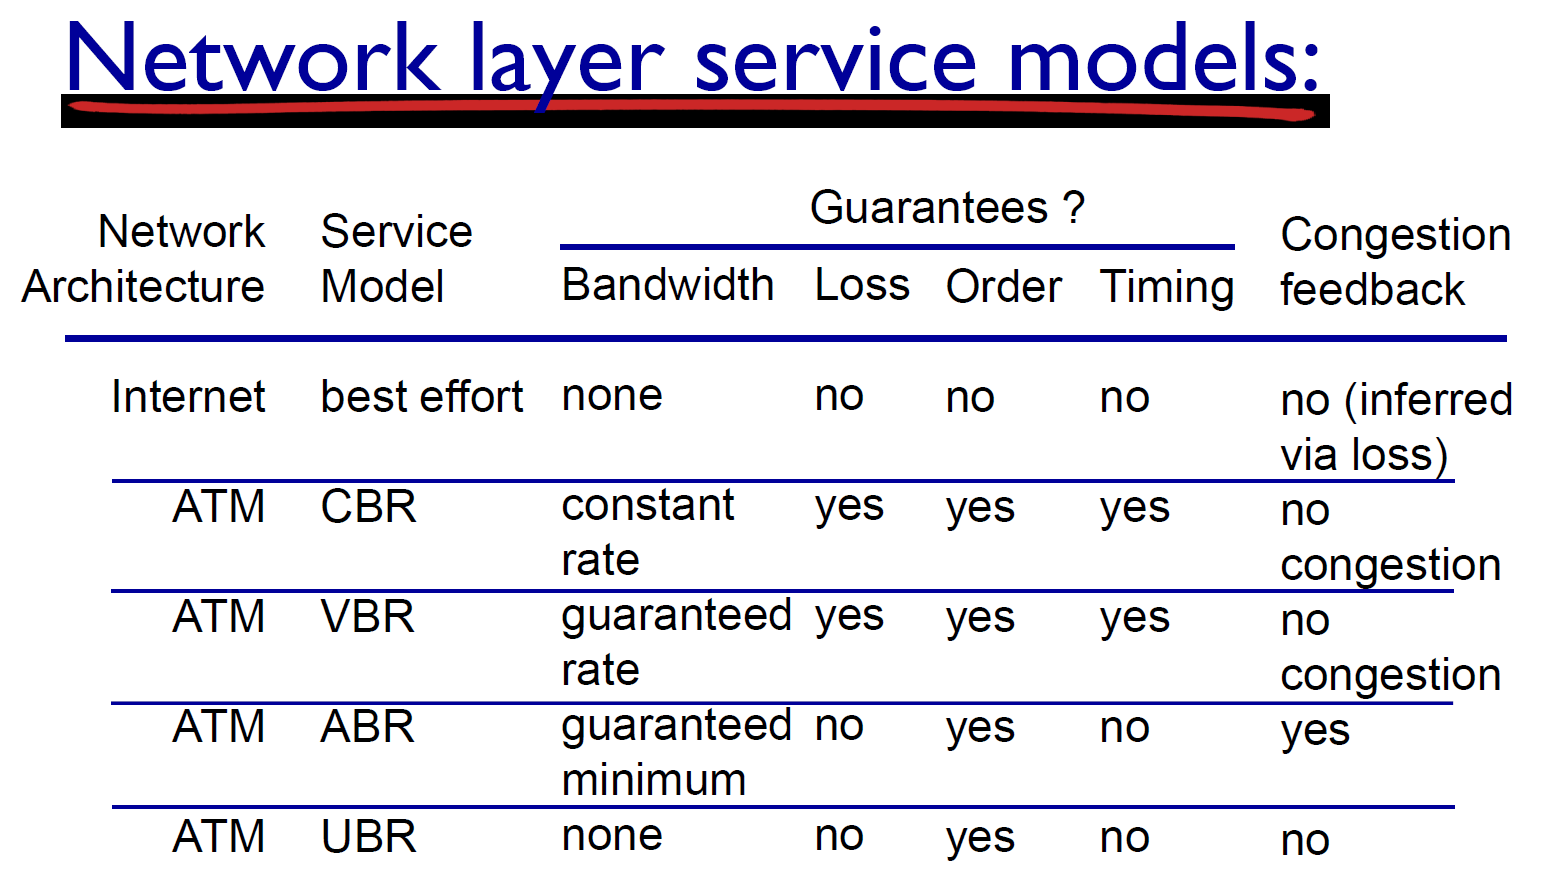 Network layer service models:
Guarantees ?
Network Architecture Service Model Bandwidth Loss Order Timing Congestion feedback
Internet best effort none no no no no (inferred via loss)
ATM CBR constant rate yes yes yes no congestion
ATM VBR guaranteed rate yes yes yes no congestion
ATM ABR guaranteed minimum no yes no yes
ATM UBR none no yes no no